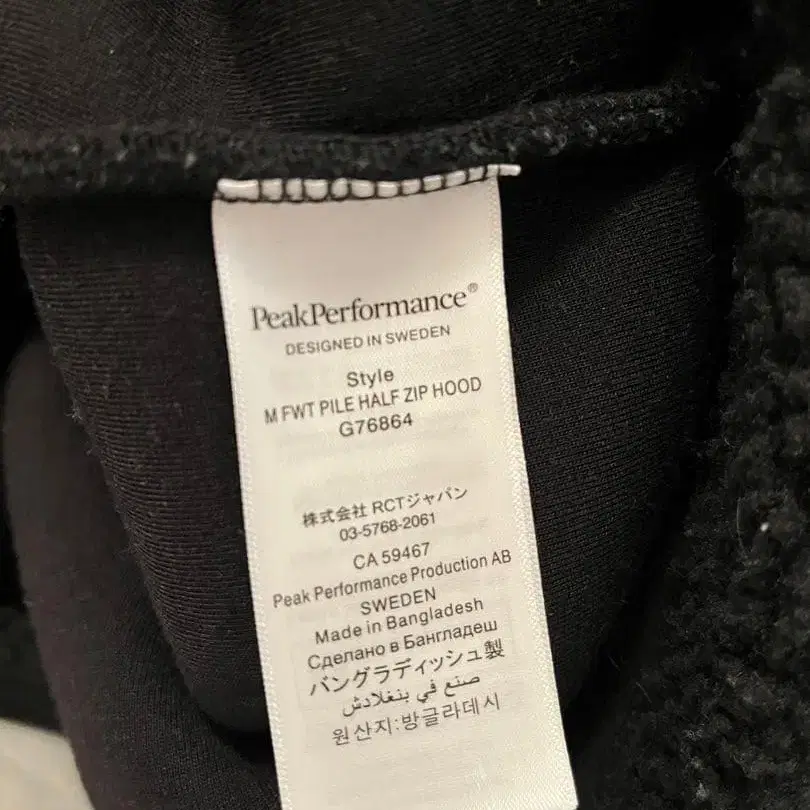 PeakPerformance®
DESIGNED IN SWEDEN
Style
M FWT PILE HALF ZIP HOOD
G76864
株式会社 RCTジャパン
03-5768-2061
CA 59467
Peak Performance Production AB
SWEDEN
Made in Bangladesh
Сделано в Бангладеш
バングラディッシュ製
صنع في بنغلادش
원산지:방글라데시